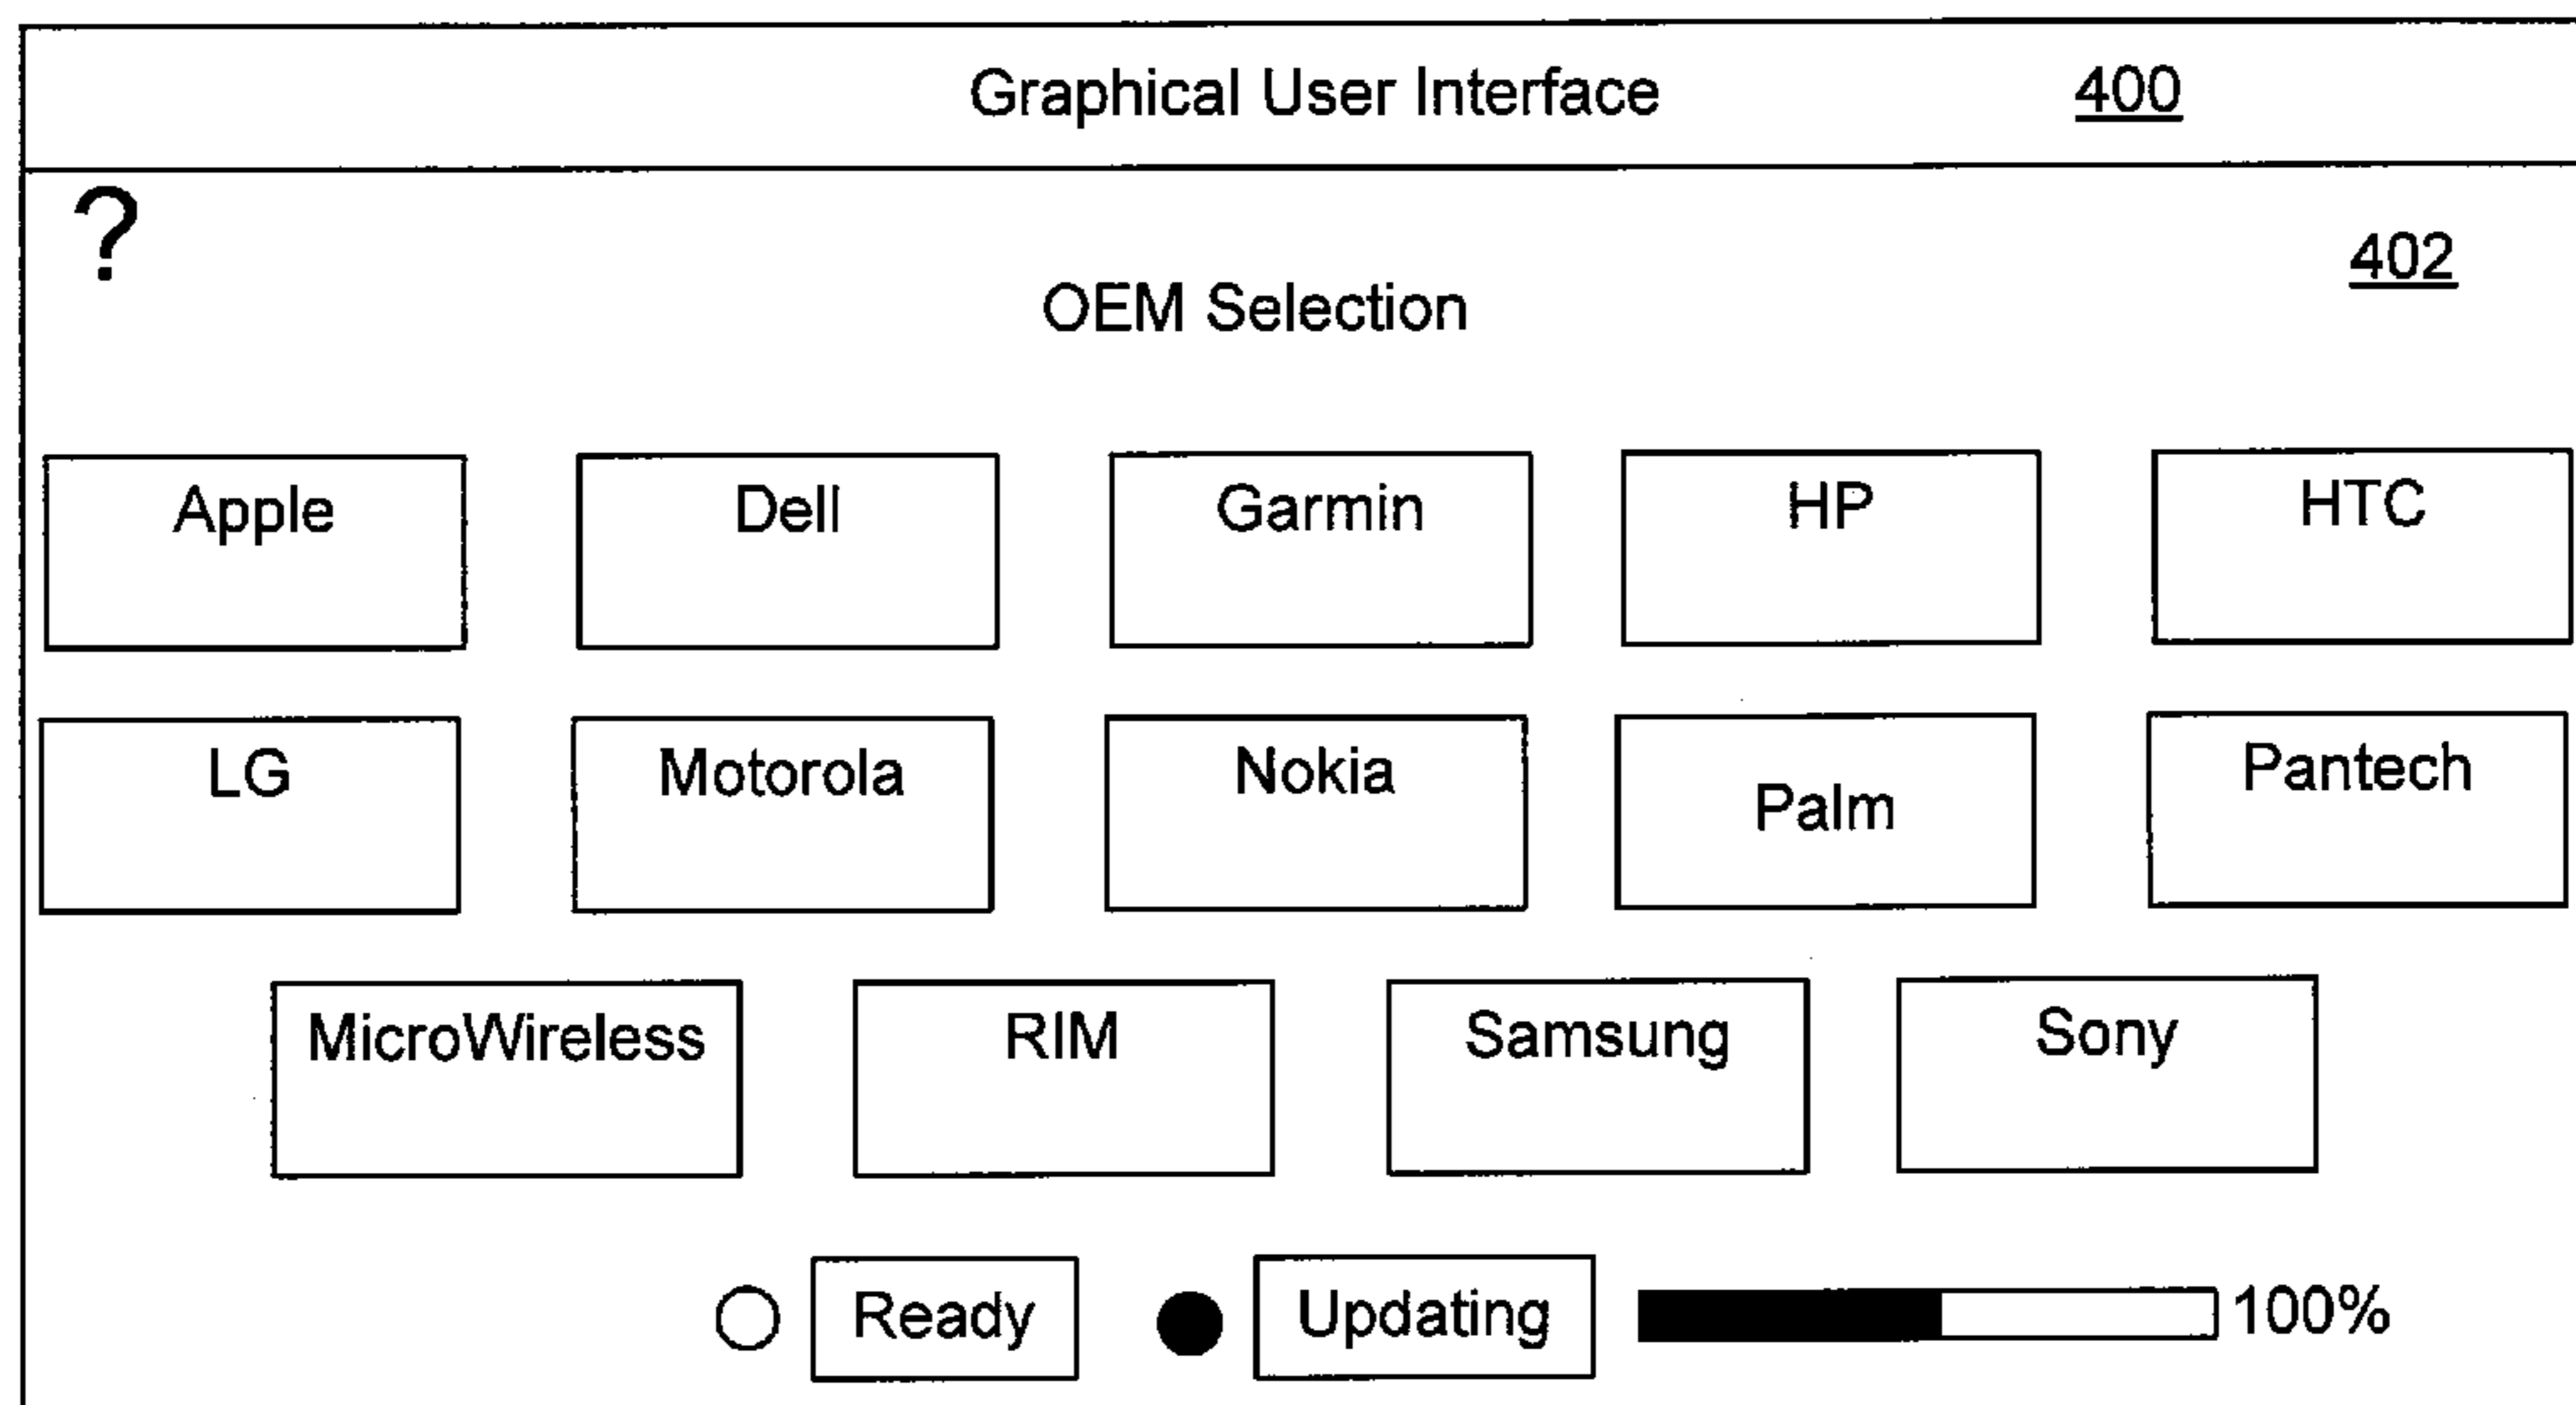 Graphical User Interface 400
?
402
OEM Selection
Apple Dell Garmin HP HTC
LG Motorola Nokia Palm Pantech
MicroWireless RIM Samsung Sony
Ready Updating 100%